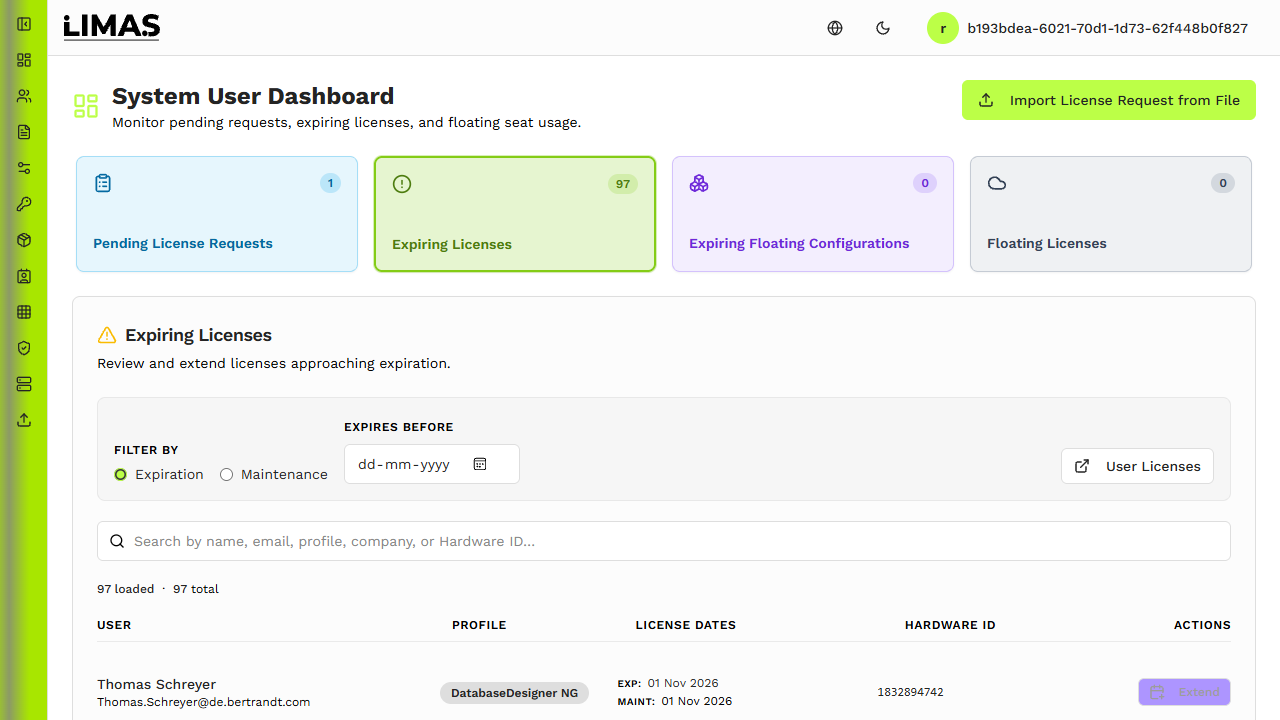 LIMAS
r b193bdea-6021-70d1-1d73-62f448b0f827
System User Dashboard
Monitor pending requests, expiring licenses, and floating seat usage.
Import License Request from File
1
Pending License Requests
97
Expiring Licenses
0
Expiring Floating Configurations
0
Floating Licenses
Expiring Licenses
Review and extend licenses approaching expiration.
FILTER BY
Expiration Maintenance
EXPIRES BEFORE
dd-mm-yyyy
User Licenses
Search by name, email, profile, company, or Hardware ID...
97 loaded · 97 total
USER PROFILE LICENSE DATES HARDWARE ID ACTIONS
Thomas Schreyer
Thomas.Schreyer@de.bertrandt.com
DatabaseDesigner NG
EXP: 01 Nov 2026
MAINT: 01 Nov 2026
1832894742
Extend